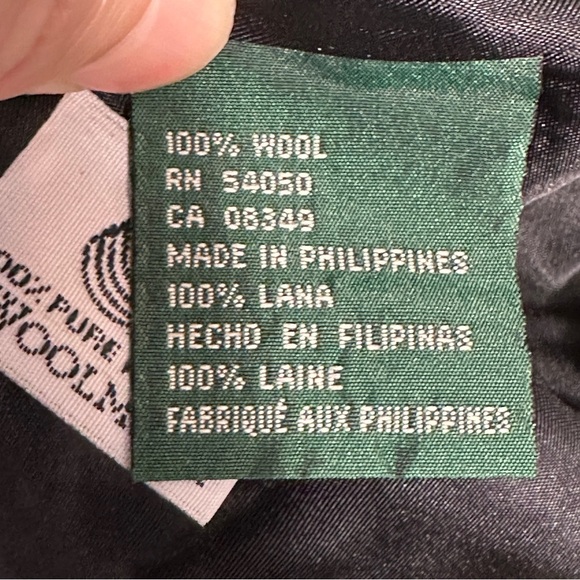 100% WOOL
RN 54050
CA 08349
MADE IN PHILIPPINES
100% LANA
HECHO EN FILIPINAS
100% LAINE
FABRIQUÉ AUX PHILIPPINES
PURE